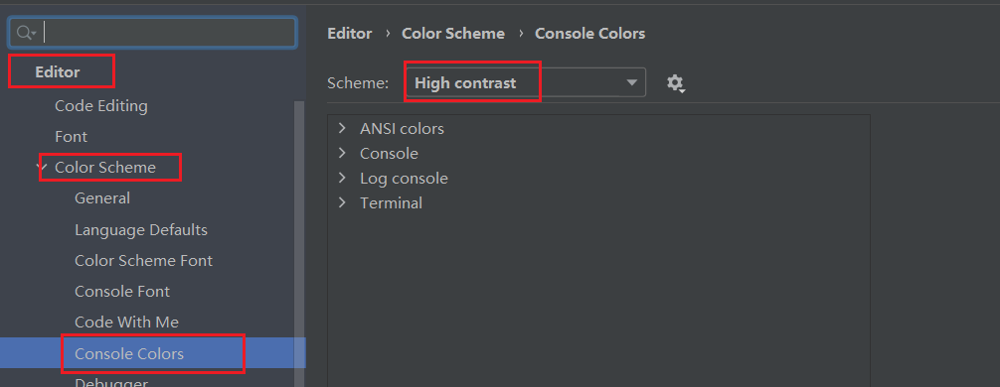 Editor
Code Editing
Font
Color Scheme
General
Language Defaults
Color Scheme Font
Console Font
Code With Me
Console Colors
Debugger
Editor › Color Scheme › Console Colors
Scheme: High contrast
ANSI colors
Console
Log console
Terminal